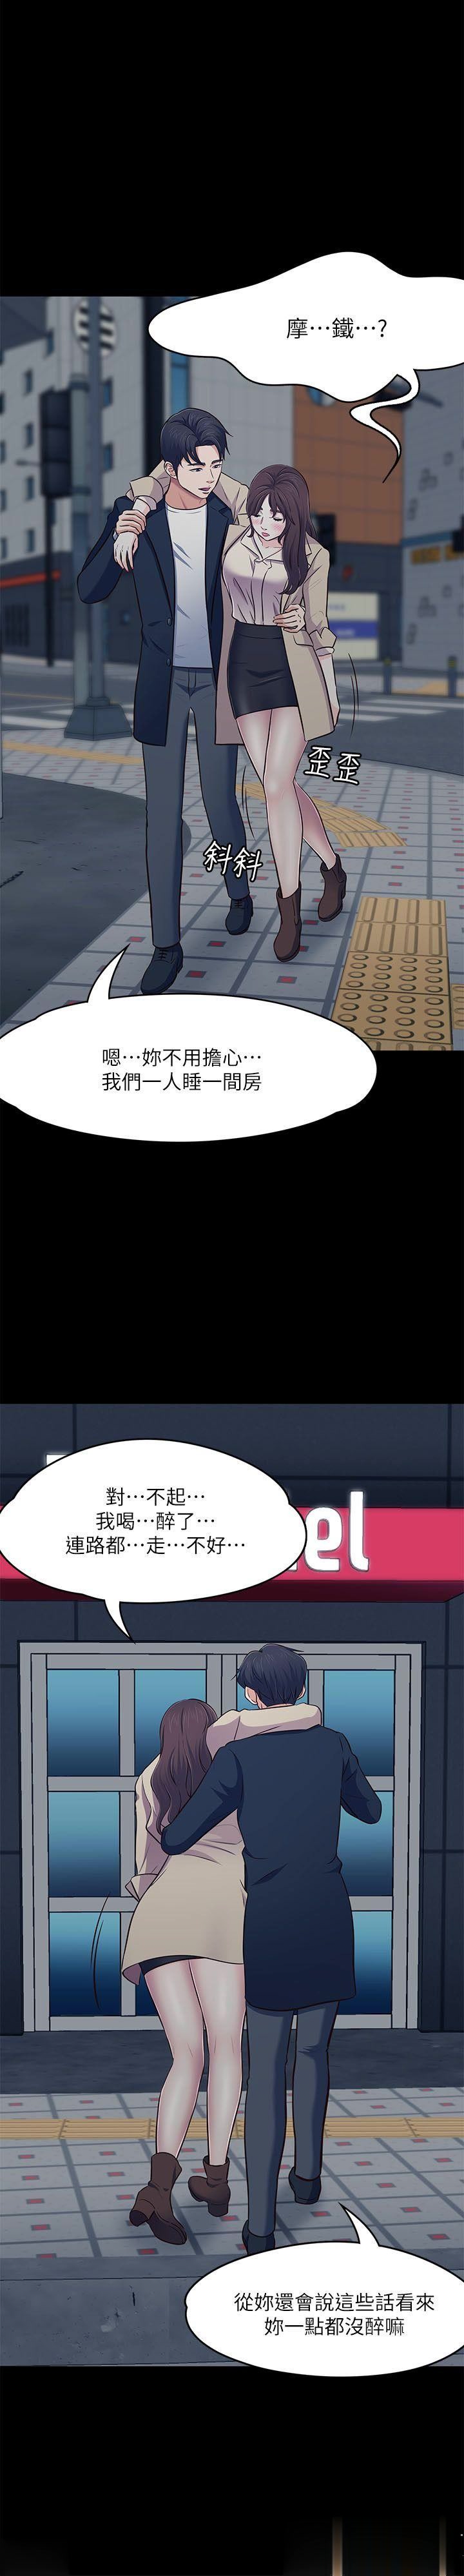 摩⋯鐵⋯?
歪歪
斜斜
嗯⋯妳不用擔心⋯
我們一人睡一間房
對⋯不起⋯
我喝⋯醉了⋯
連路都⋯走⋯不好⋯
el
從妳還會說這些話看來
妳一點都沒醉嘛